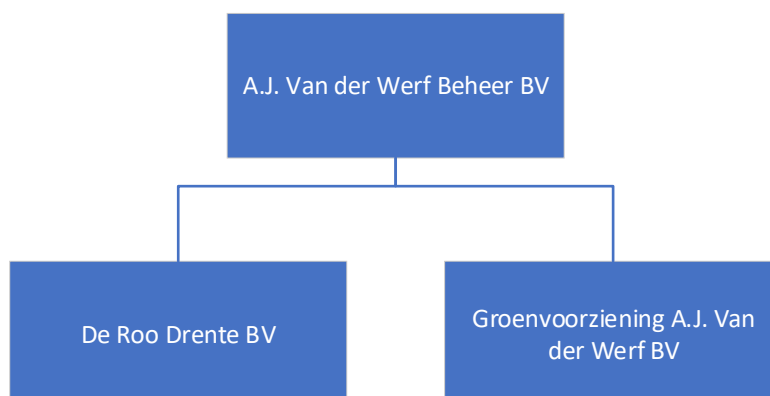 A.J. Van der Werf Beheer BV
De Roo Drente BV
Groenvoorziening A.J. Van
der Werf BV